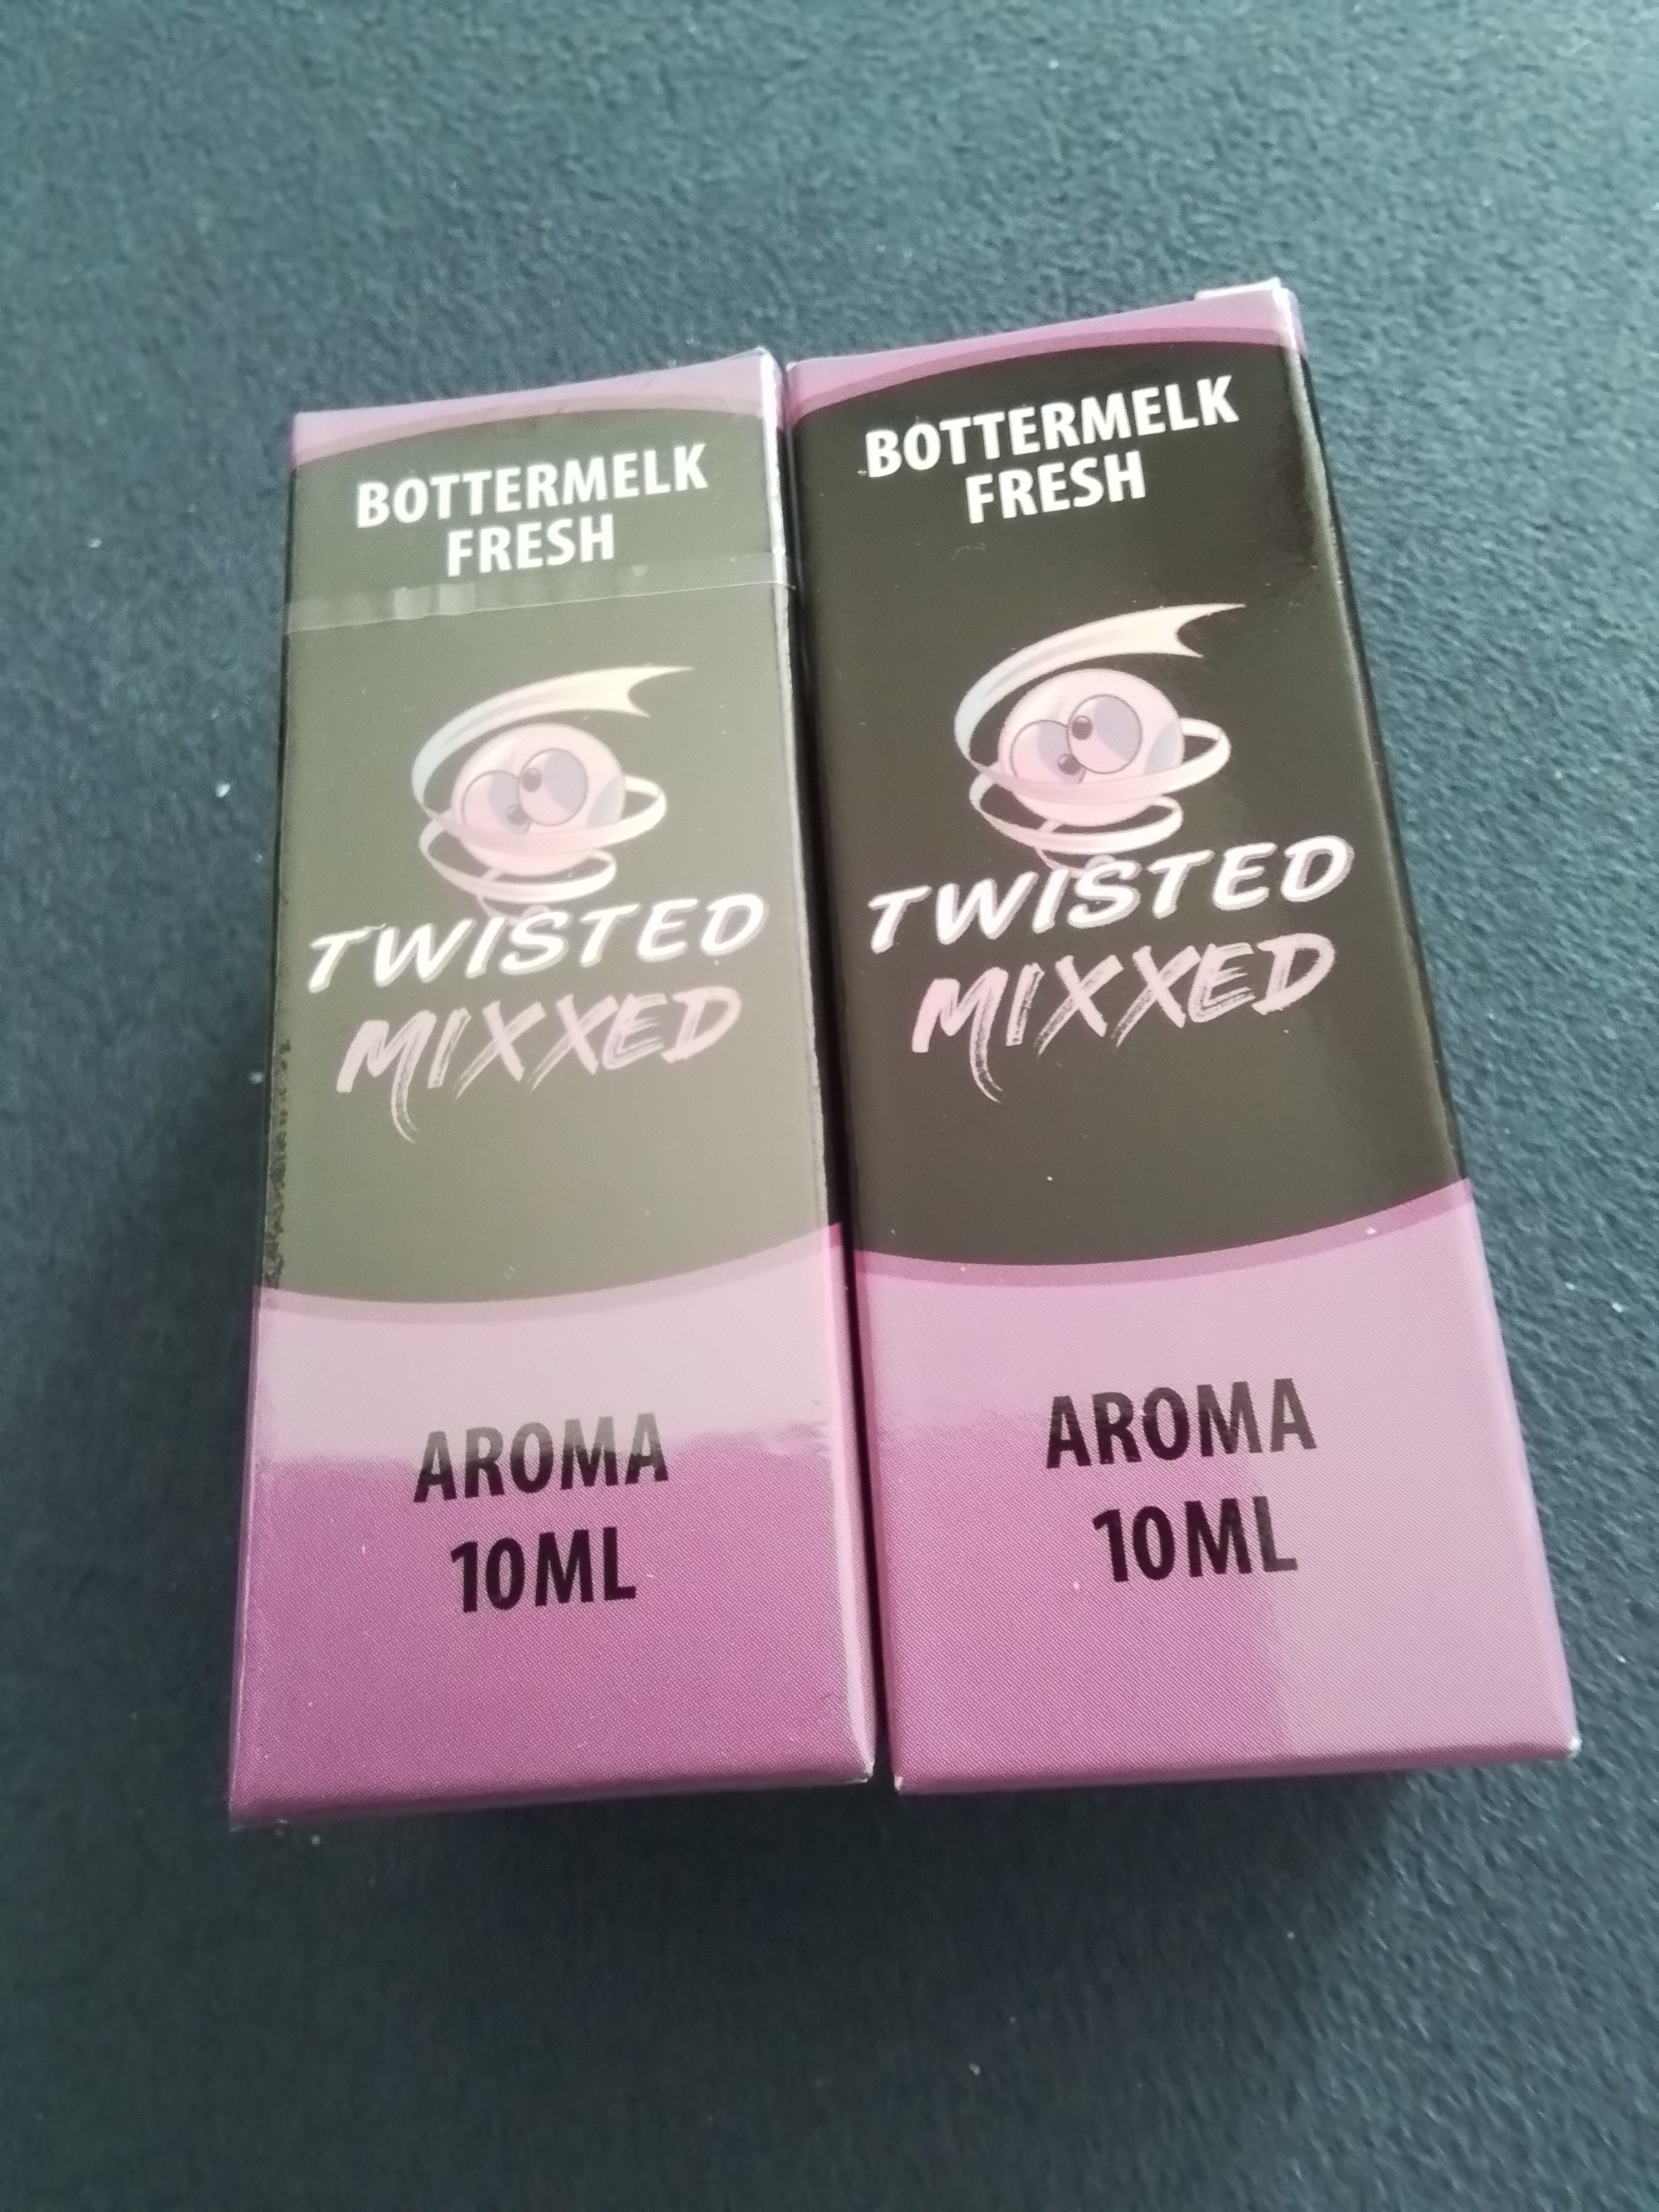 BOTTERMELK
FRESH
TWISTED
MIXXED
AROMA
10ML
BOTTERMELK
FRESH
TWISTED
MIXXED
AROMA
10ML